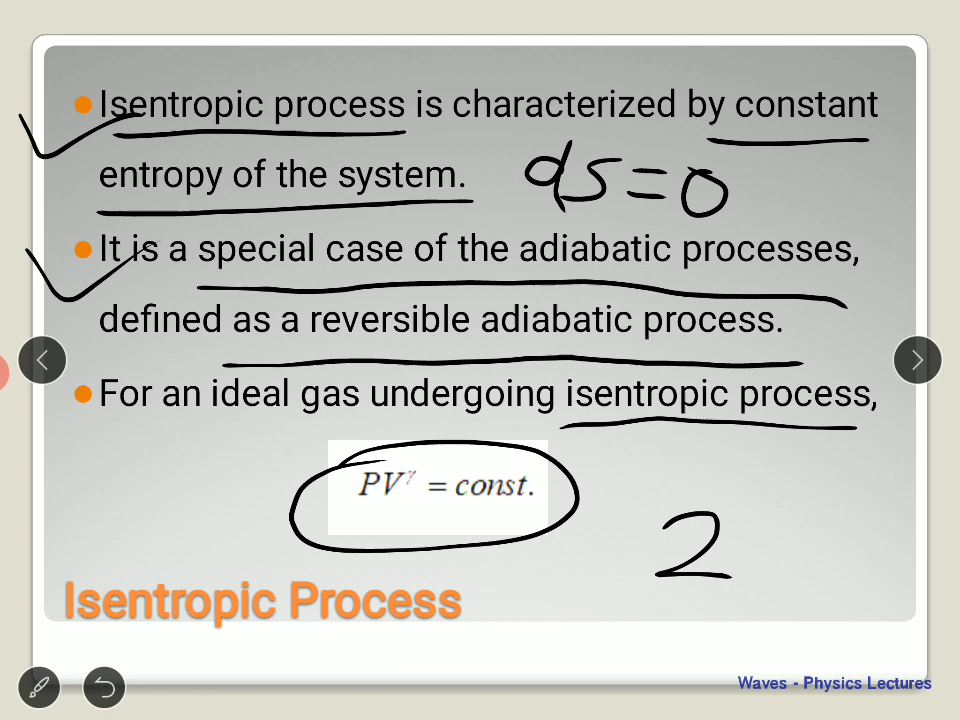 Isentropic process is characterized by constant
entropy of the system.
ds=0
It is a special case of the adiabatic processes,
defined as a reversible adiabatic process.
For an ideal gas undergoing isentropic process,
PV^γ = const.
2
Isentropic Process
Waves - Physics Lectures